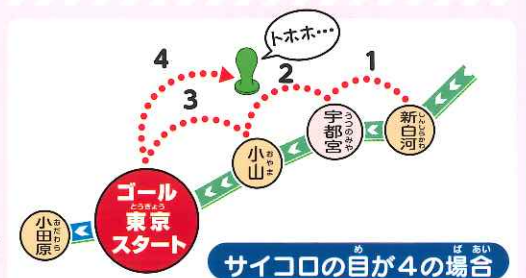 トホホ…
4
3
2
1
新白河
しんしらかわ
宇都宮
うつのみや
小山
おやま
ゴール
東京
とうきょう
スタート
小田原
おだわら
サイコロの目が4の場合
め
ばあい